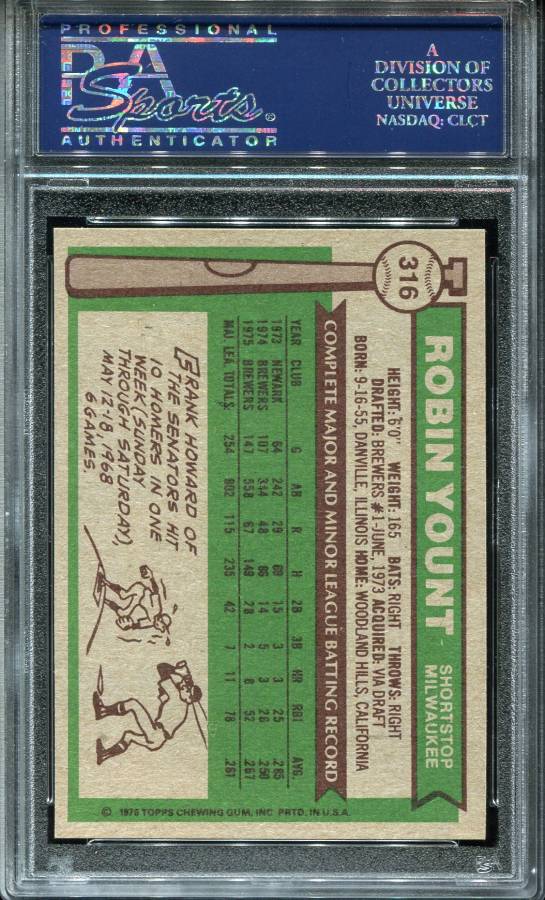 PROFESSIONAL
PSA
Sports®
AUTHENTICATOR
A
DIVISION OF
COLLECTORS
UNIVERSE
NASDAQ: CLCT
316
ROBIN YOUNT
SHORTSTOP
MILWAUKEE
HEIGHT: 6'0" WEIGHT: 165 BATS: RIGHT THROWS: RIGHT
DRAFTED: BREWERS #1-JUNE, 1973 ACQUIRED: VIA DRAFT
BORN: 9-16-55, DANVILLE, ILLINOIS HOME: WOODLAND HILLS, CALIFORNIA
COMPLETE MAJOR AND MINOR LEAGUE BATTING RECORD
YEAR CLUB G AB R H 2B 3B HR RBI AVG.
1973 NEWARK 64 242 29 69 15 3 3 25 .285
1974 BREWERS 107 344 48 86 14 5 3 26 .250
1975 BREWERS 147 558 67 149 28 2 8 52 .267
MAJ. LEA. TOTALS 254 902 115 235 42 7 11 78 .261
FRANK HOWARD OF
THE SENATORS HIT
10 HOMERS IN ONE
WEEK (SUNDAY
THROUGH SATURDAY),
MAY 12-18, 1968
6 GAMES.
© 1976 TOPPS CHEWING GUM, INC. PRTD. IN U.S.A.